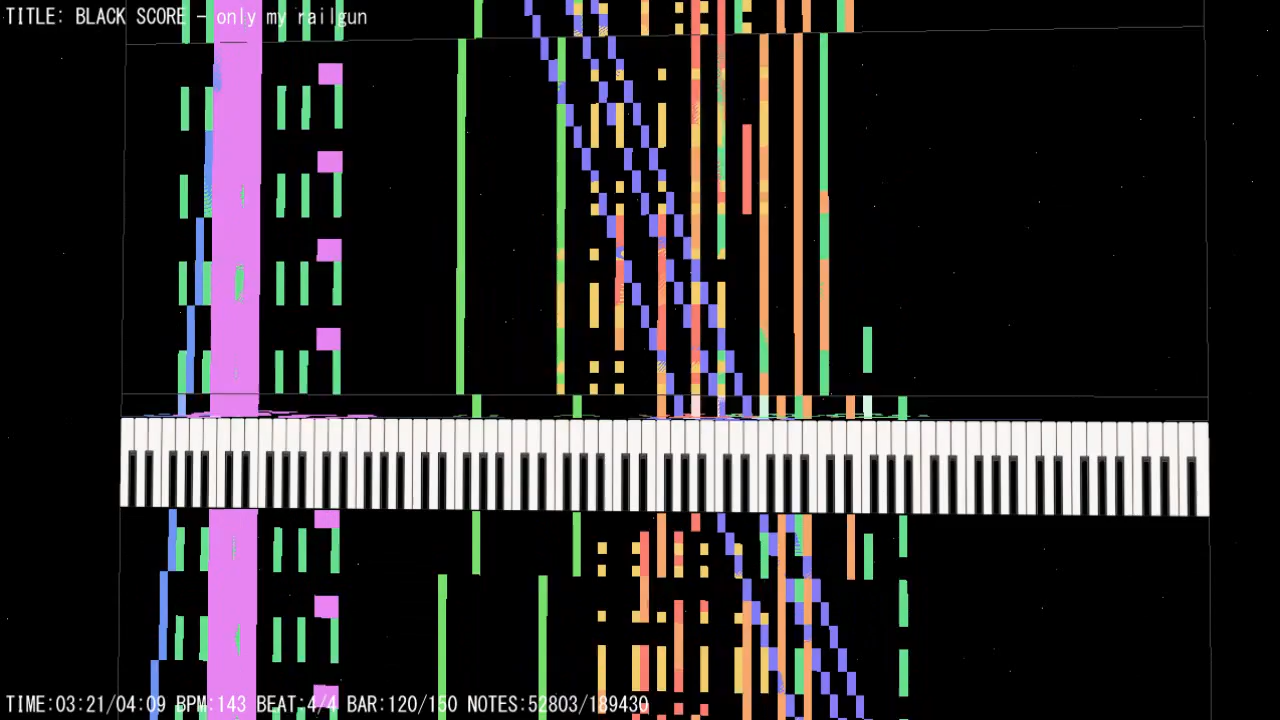 TITLE: BLACK SCORE - only my railgun
TIME:03:21/04:09 BPM:143 BEAT:4/4 BAR:120/150 NOTES:52803/189430